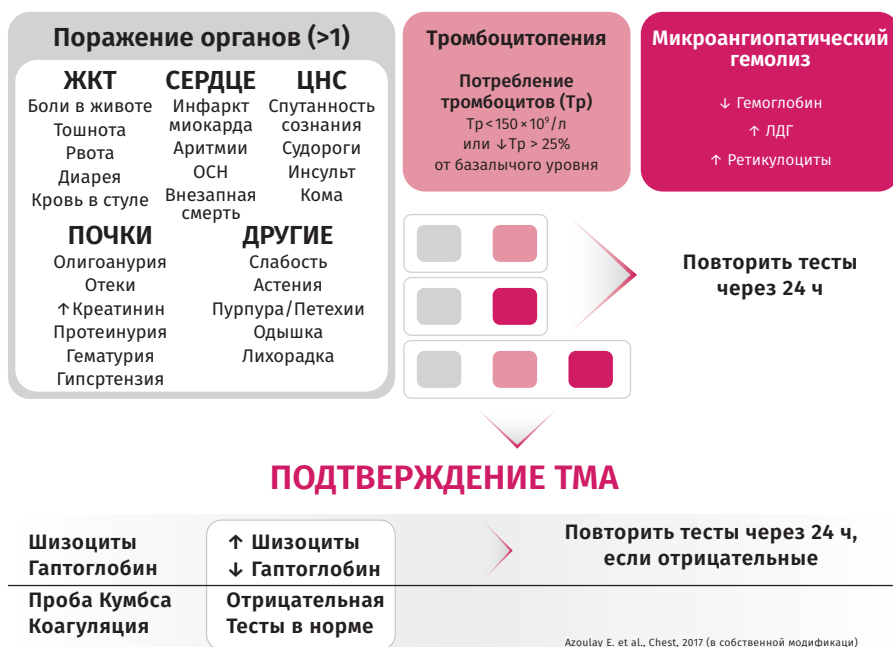 Поражение органов (>1)
ЖКТ
Боли в животе
Тошнота
Рвота
Диарея
Кровь в стуле
СЕРДЦЕ
Инфаркт
миокарда
Аритмии
ОСН
Внезапная
смерть
ЦНС
Спутанность
сознания
Судороги
Инсульт
Кома
ПОЧКИ
Олигоанурия
Отеки
↑Креатинин
Протеинурия
Гематурия
Гипсртензия
ДРУГИЕ
Слабость
Астения
Пурпура/Петехии
Одышка
Лихорадка
Тромбоцитопения
Потребление
тромбоцитов (Тр)
Тр<150×10⁹/л
или ↓Тр > 25%
от базалычого уровня
Микроангиопатический
гемолиз
↓ Гемоглобин
↑ ЛДГ
↑ Ретикулоциты
Повторить тесты
через 24 ч
ПОДТВЕРЖДЕНИЕ ТМА
Шизоциты
Гаптоглобин
↑ Шизоциты
↓ Гаптоглобин
Повторить тесты через 24 ч,
если отрицательные
Проба Кумбса
Коагуляция
Отрицательная
Тесты в норме
Azoulay E. et al., Chest, 2017 (в собственной модификаци)